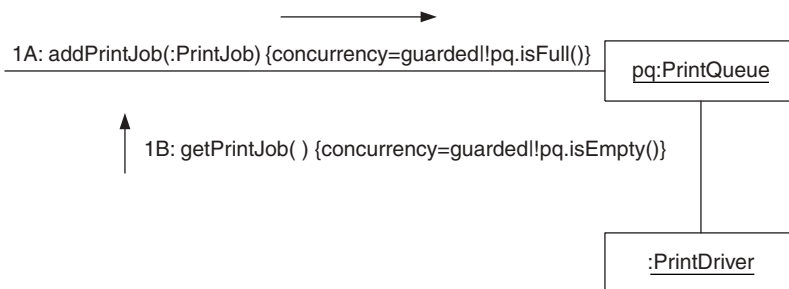 1A: addPrintJob(:PrintJob) {concurrency=guarded|!pq.isFull()}
pq:PrintQueue
1B: getPrintJob( ) {concurrency=guarded|!pq.isEmpty()}
:PrintDriver